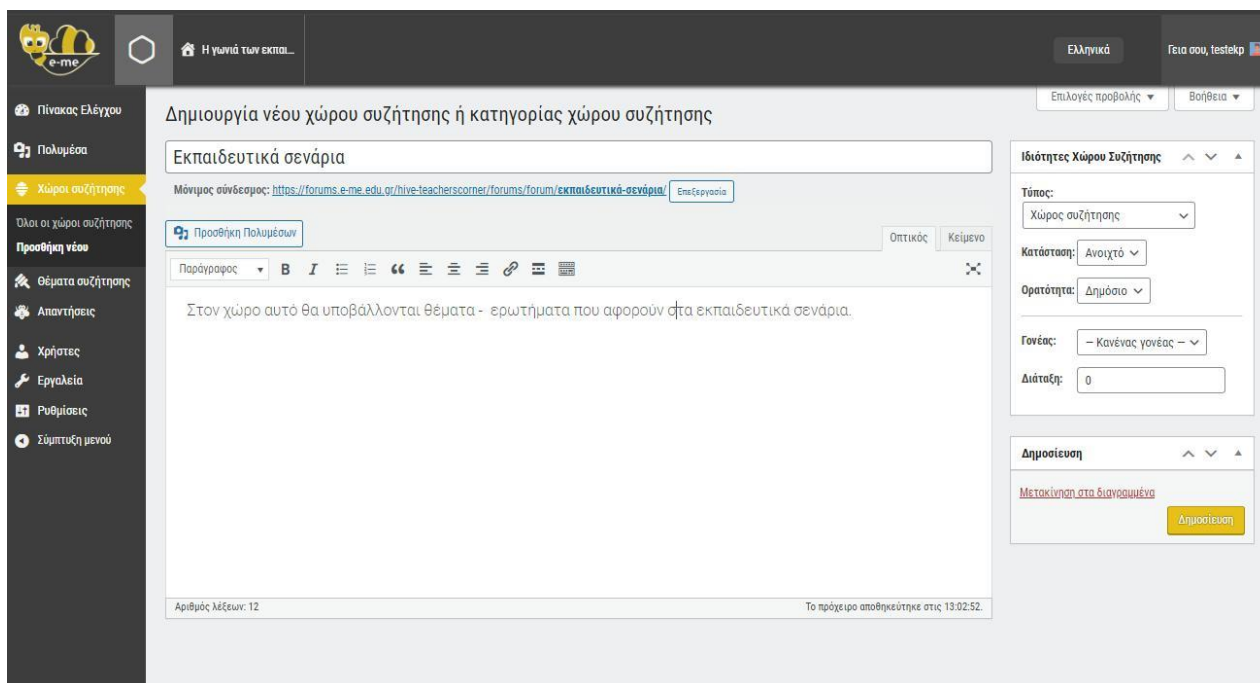 e-me
Η γωνιά των εκπαι...
Ελληνικά
Γεια σου, testekp
Πίνακας Ελέγχου
Πολυμέσα
Χώροι συζήτησης
Όλοι οι χώροι συζήτησης
Προσθήκη νέου
Θέματα συζήτησης
Απαντήσεις
Χρήστες
Εργαλεία
Ρυθμίσεις
Σύμπτυξη μενού
Επιλογές προβολής
Βοήθεια
Δημιουργία νέου χώρου συζήτησης ή κατηγορίας χώρου συζήτησης
Εκπαιδευτικά σενάρια
Μόνιμος σύνδεσμος: https://forums.e-me.edu.gr/hive-teacherscorner/forums/forum/εκπαιδευτικά-σενάρια/ Επεξεργασία
Προσθήκη Πολυμέσων
Οπτικός Κείμενο
Παράγραφος B I
Στον χώρο αυτό θα υποβάλλονται θέματα - ερωτήματα που αφορούν στα εκπαιδευτικά σενάρια.
Αριθμός λέξεων: 12
Το πρόχειρο αποθηκεύτηκε στις 13:02:52.
Ιδιότητες Χώρου Συζήτησης
Τύπος:
Χώρος συζήτησης
Κατάσταση: Ανοιχτό
Ορατότητα: Δημόσιο
Γονέας: — Κανένας γονέας —
Διάταξη: 0
Δημοσίευση
Μετακίνηση στα διαγραμμένα
Δημοσίευση